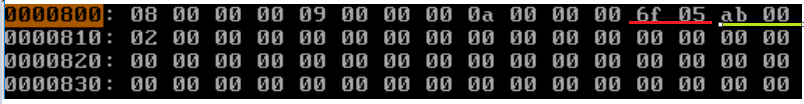 0000800: 08 00 00 00 09 00 00 00 0a 00 00 00 6f 05 ab 00
0000810: 02 00 00 00 00 00 00 00 00 00 00 00 00 00 00 00
0000820: 00 00 00 00 00 00 00 00 00 00 00 00 00 00 00 00
0000830: 00 00 00 00 00 00 00 00 00 00 00 00 00 00 00 00